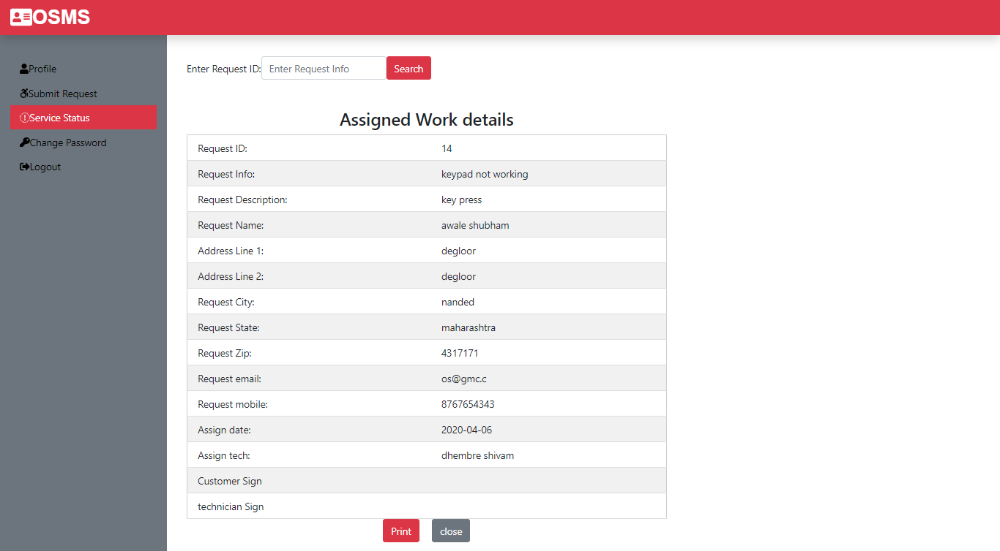 OSMS
Profile
Submit Request
Service Status
Change Password
Logout
Enter Request ID: Enter Request Info Search
Assigned Work details
Request ID: 14
Request Info: keypad not working
Request Description: key press
Request Name: awale shubham
Address Line 1: degloor
Address Line 2: degloor
Request City: nanded
Request State: maharashtra
Request Zip: 4317171
Request email: os@gmc.c
Request mobile: 8767654343
Assign date: 2020-04-06
Assign tech: dhembre shivam
Customer Sign
technician Sign
Print close